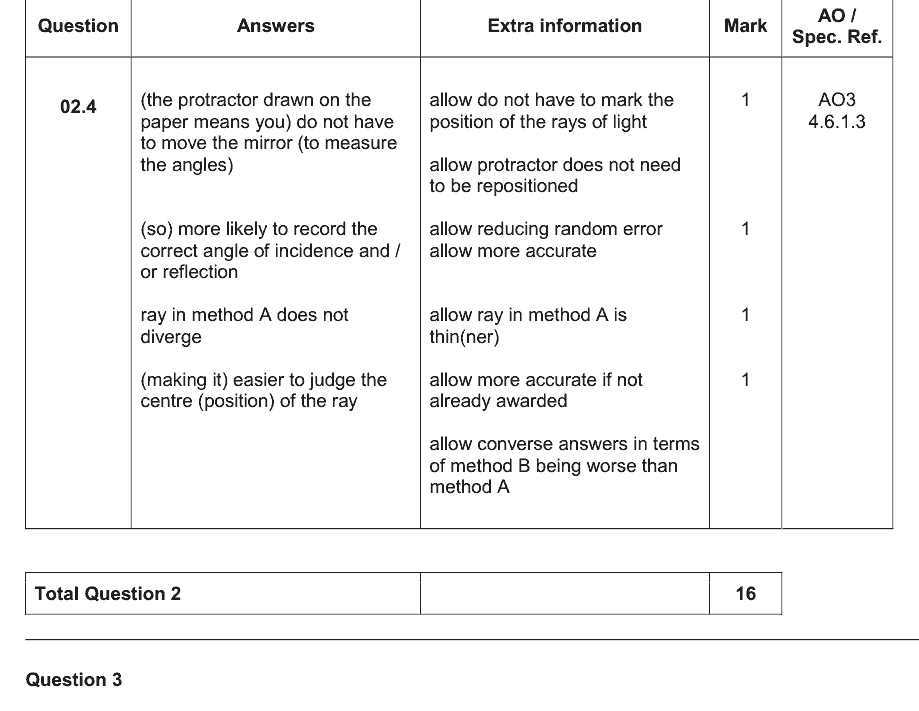 Question Answers Extra information Mark AO /
Spec. Ref.
02.4 (the protractor drawn on the allow do not have to mark the 1 AO3
paper means you) do not have position of the rays of light 4.6.1.3
to move the mirror (to measure
the angles) allow protractor does not need
to be repositioned
(so) more likely to record the allow reducing random error 1
correct angle of incidence and / allow more accurate
or reflection
ray in method A does not allow ray in method A is 1
diverge thin(ner)
(making it) easier to judge the allow more accurate if not 1
centre (position) of the ray already awarded
allow converse answers in terms
of method B being worse than
method A
Total Question 2 16
Question 3